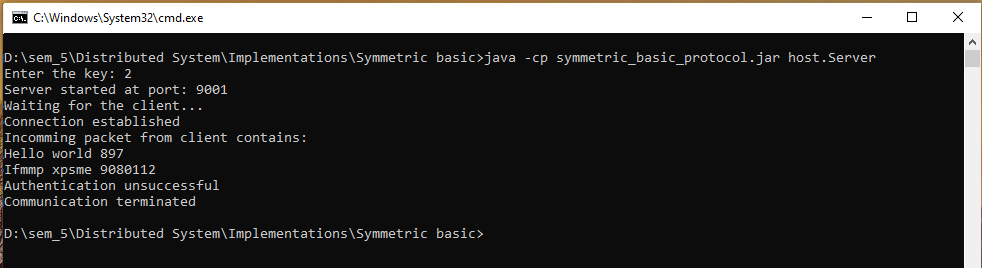 C:\Windows\System32\cmd.exe
D:\sem_5\Distributed System\Implementations\Symmetric basic>java -cp symmetric_basic_protocol.jar host.Server
Enter the key: 2
Server started at port: 9001
Waiting for the client...
Connection established
Incomming packet from client contains:
Hello world 897
Ifmmp xpsme 9080112
Authentication unsuccessful
Communication terminated
D:\sem_5\Distributed System\Implementations\Symmetric basic>